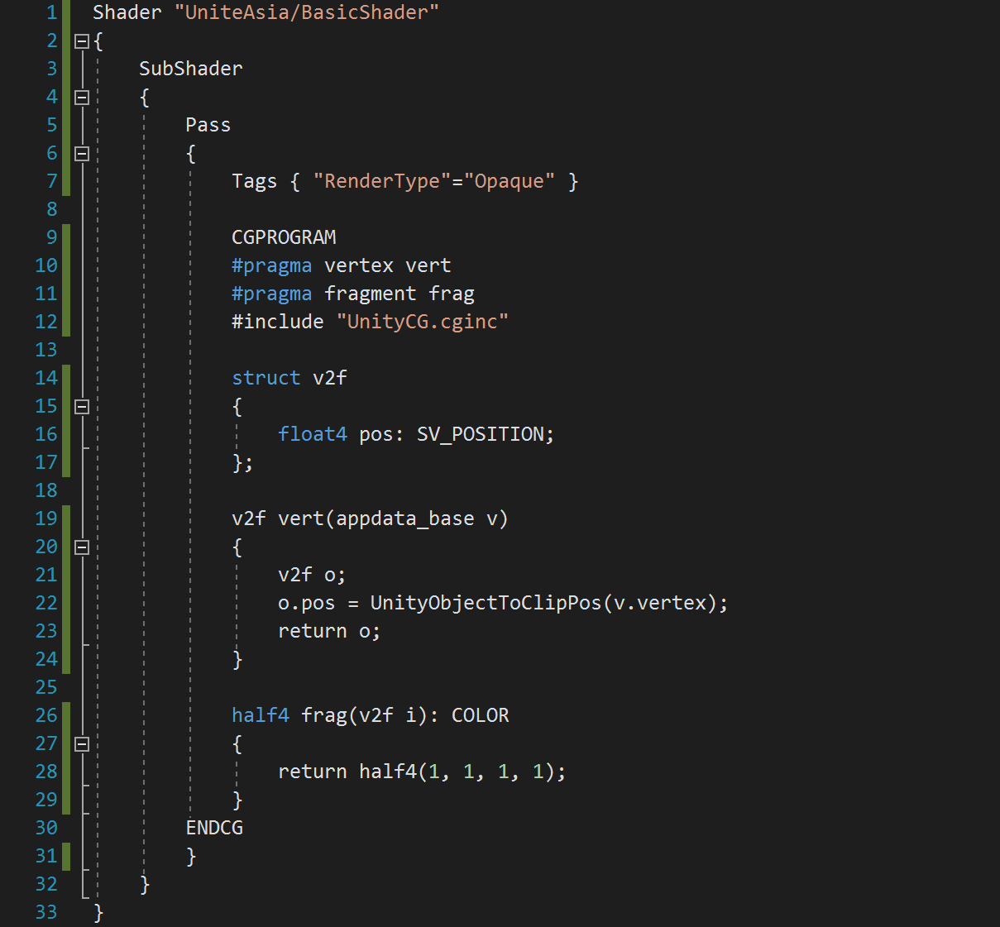 1 Shader "UniteAsia/BasicShader"
2 {
3     SubShader
4     {
5         Pass
6         {
7             Tags { "RenderType"="Opaque" }
8
9             CGPROGRAM
10             #pragma vertex vert
11             #pragma fragment frag
12             #include "UnityCG.cginc"
13
14             struct v2f
15             {
16                 float4 pos: SV_POSITION;
17             };
18
19             v2f vert(appdata_base v)
20             {
21                 v2f o;
22                 o.pos = UnityObjectToClipPos(v.vertex);
23                 return o;
24             }
25
26             half4 frag(v2f i): COLOR
27             {
28                 return half4(1, 1, 1, 1);
29             }
30         ENDCG
31         }
32     }
33 }